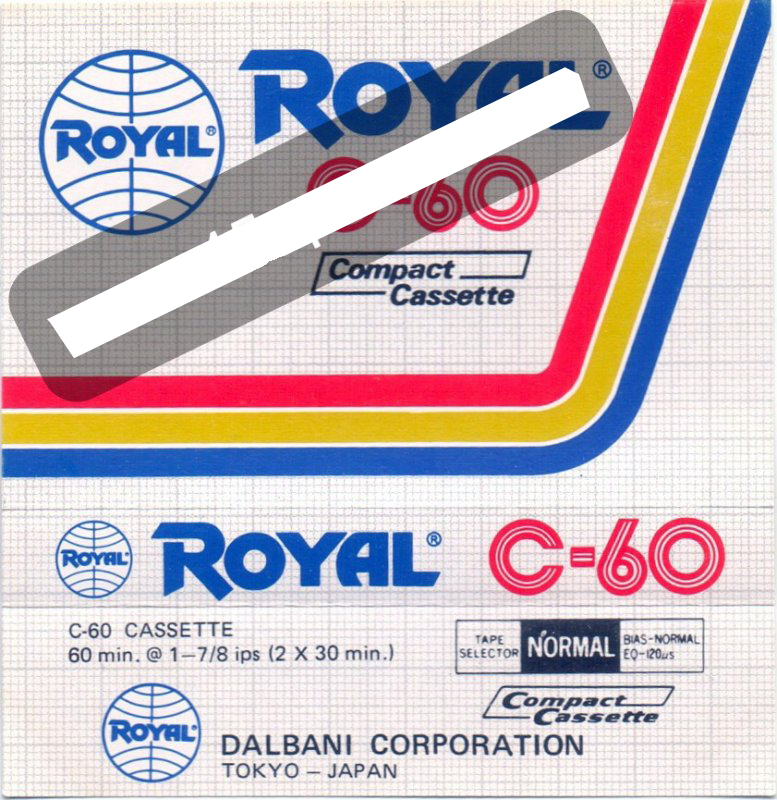 ROYAL®
ROYAL®
C-60
Compact
Cassette
ROYAL®
ROYAL®
C-60
C-60 CASSETTE
60 min. @ 1–7/8 ips (2 X 30 min.)
TAPE
SELECTOR
NORMAL
BIAS-NORMAL
EQ-120μs
Compact
Cassette
ROYAL®
DALBANI CORPORATION
TOKYO – JAPAN